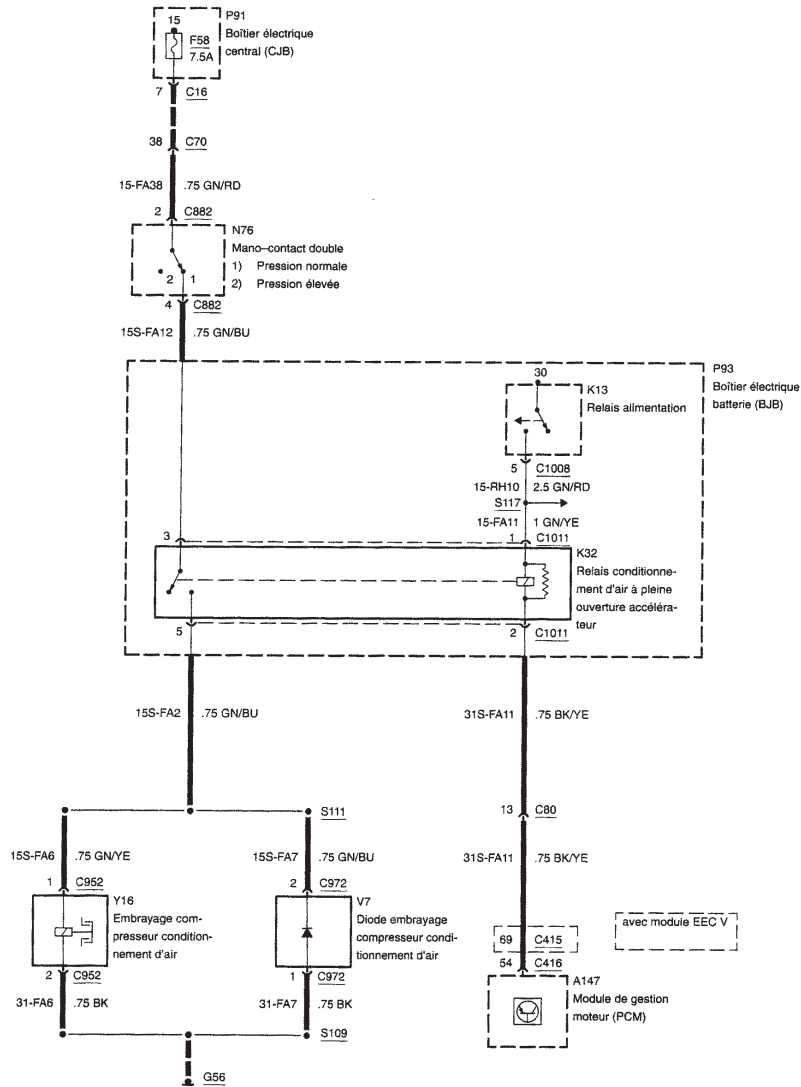 P91
15
Boîtier électrique
F58
central (CJB)
7.5A
7 C16
38 C70
15-FA38 .75 GN/RD
2 C882
N76
Mano–contact double
1) Pression normale
2 1
2) Pression élevée
4 C882
15S-FA12 .75 GN/BU
P93
30
Boîtier électrique
K13
batterie (BJB)
Relais alimentation
5 C1008
15-RH10 2.5 GN/RD
S117
15-FA11 1 GN/YE
3 1 C1011
K32
Relais conditionne-
ment d'air à pleine
ouverture accéléra-
teur
5 2 C1011
15S-FA2 .75 GN/BU
31S-FA11 .75 BK/YE
S111
13 C80
15S-FA6 .75 GN/YE
15S-FA7 .75 GN/BU
31S-FA11 .75 BK/YE
1 C952
2 C972
Y16
Embrayage com-
presseur condition-
nement d'air
V7
Diode embrayage
compresseur condi-
tionnement d'air
avec module EEC V
69 C415
54 C416
2 C952
1 C972
A147
Module de gestion
moteur (PCM)
31-FA6 .75 BK
31-FA7 .75 BK
S109
G56